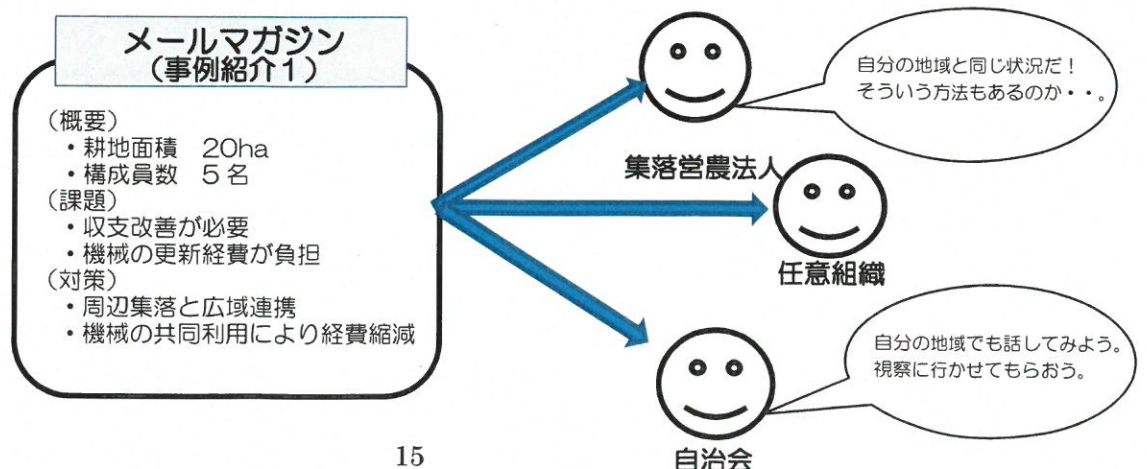 メールマガジン
（事例紹介１）
（概要）
・耕地面積　20ha
・構成員数　５名
（課題）
・収支改善が必要
・機械の更新経費が負担
（対策）
・周辺集落と広域連携
・機械の共同利用により経費縮減
自分の地域と同じ状況だ！
そういう方法もあるのか・・。
集落営農法人
任意組織
自分の地域でも話してみよう。
視察に行かせてもらおう。
自治会
15